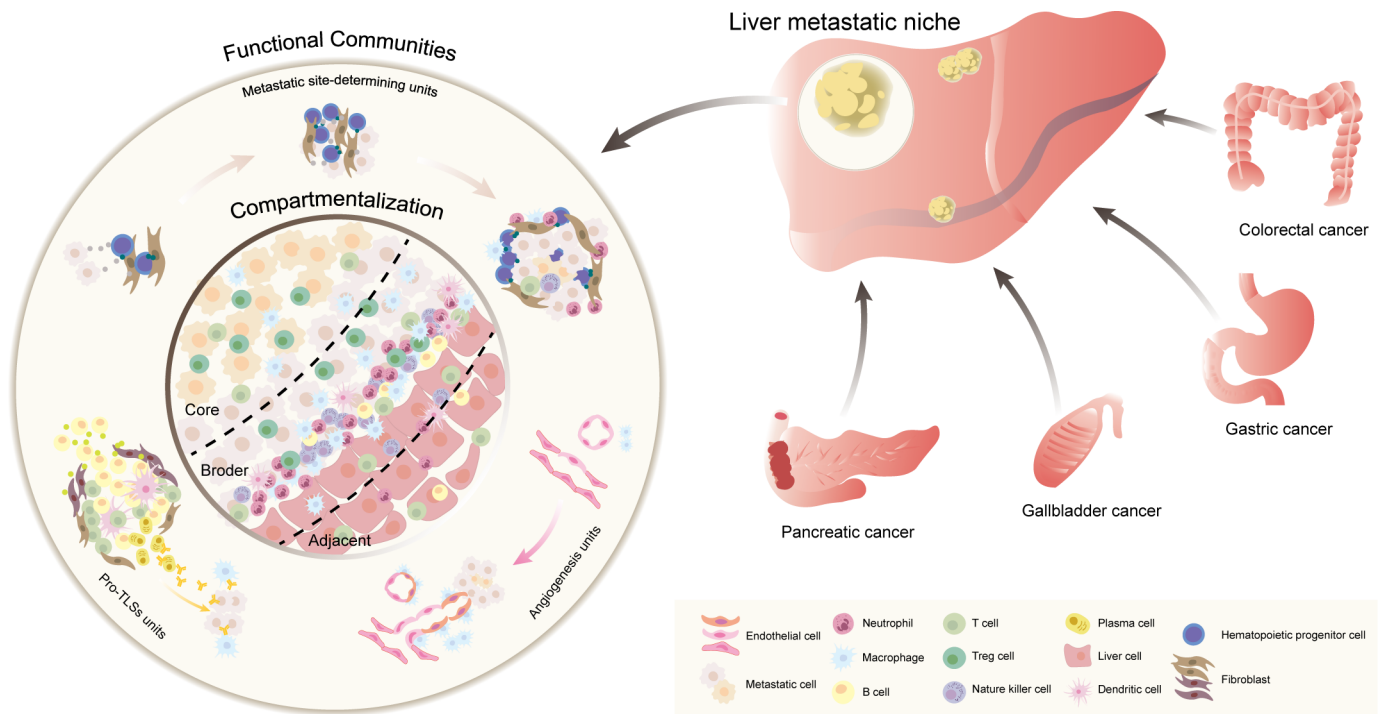 Functional Communities
Metastatic site-determining units
Compartmentalization
Core
Broder
Adjacent
Pro-TLSs units
Angiogenesis units
Liver metastatic niche
Colorectal cancer
Gastric cancer
Gallbladder cancer
Pancreatic cancer
Endothelial cell
Metastatic cell
Neutrophil
Macrophage
B cell
T cell
Treg cell
Nature killer cell
Plasma cell
Liver cell
Dendritic cell
Hematopoietic progenitor cell
Fibroblast